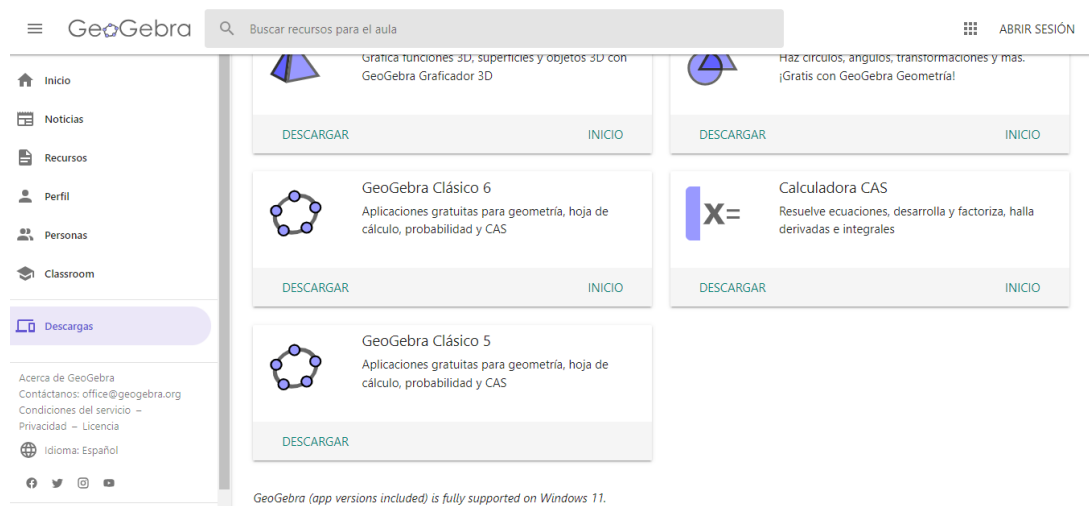 GeoGebra
Buscar recursos para el aula
ABRIR SESIÓN
Inicio
Noticias
Recursos
Perfil
Personas
Classroom
Descargas
Acerca de GeoGebra
Contáctanos: office@geogebra.org
Condiciones del servicio –
Privacidad – Licencia
Idioma: Español
Grafica funciones 3D, superficies y objetos 3D con
GeoGebra Graficador 3D
DESCARGAR INICIO
Haz círculos, ángulos, transformaciones y más.
¡Gratis con GeoGebra Geometría!
DESCARGAR INICIO
GeoGebra Clásico 6
Aplicaciones gratuitas para geometría, hoja de
cálculo, probabilidad y CAS
DESCARGAR INICIO
X=
Calculadora CAS
Resuelve ecuaciones, desarrolla y factoriza, halla
derivadas e integrales
DESCARGAR INICIO
GeoGebra Clásico 5
Aplicaciones gratuitas para geometría, hoja de
cálculo, probabilidad y CAS
DESCARGAR
GeoGebra (app versions included) is fully supported on Windows 11.